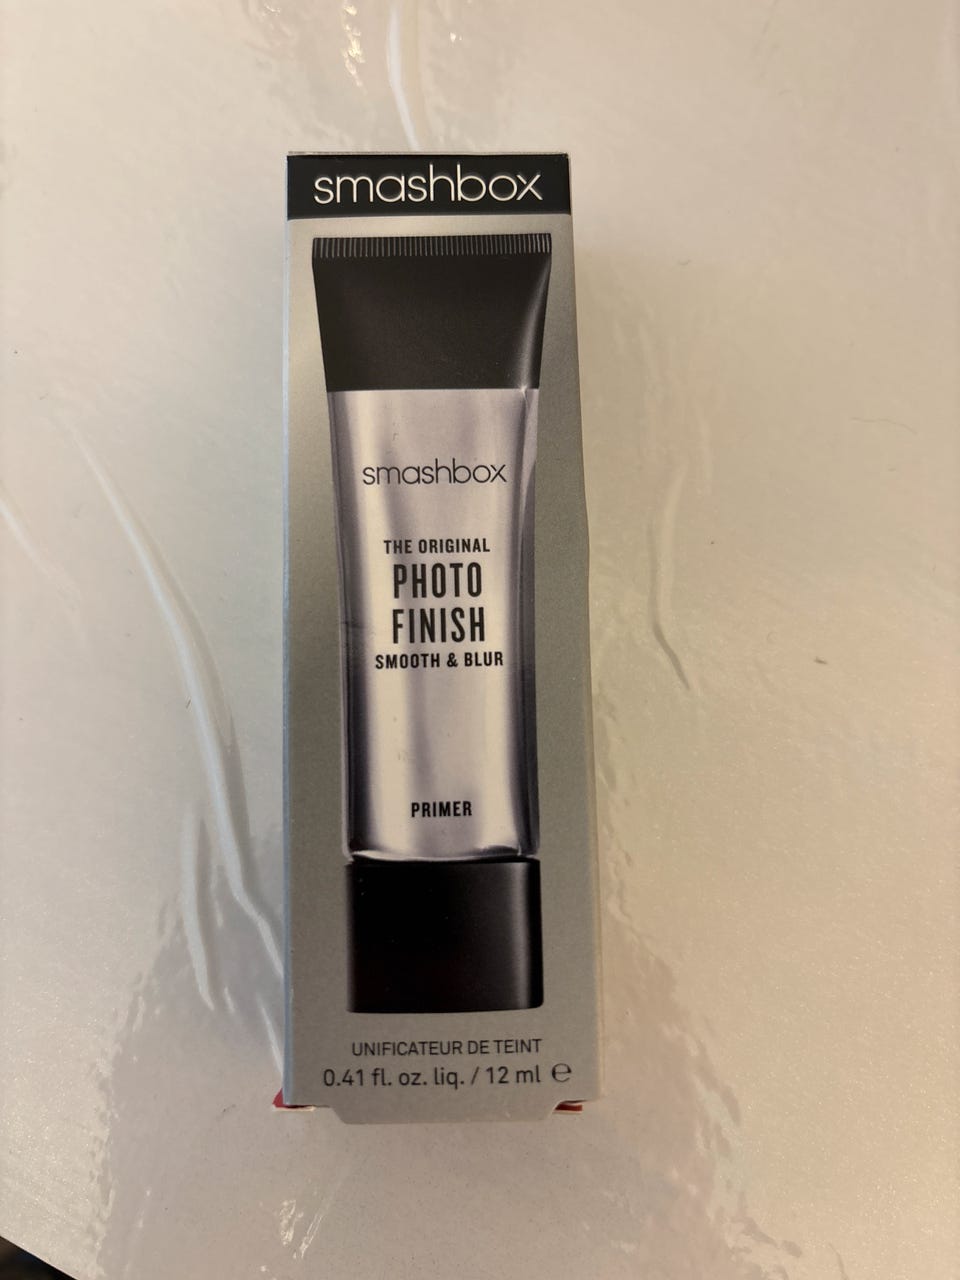 smashbox
smashbox
THE ORIGINAL
PHOTO
FINISH
SMOOTH & BLUR
PRIMER
UNIFICATEUR DE TEINT
0.41 fl. oz. liq. / 12 ml ℮